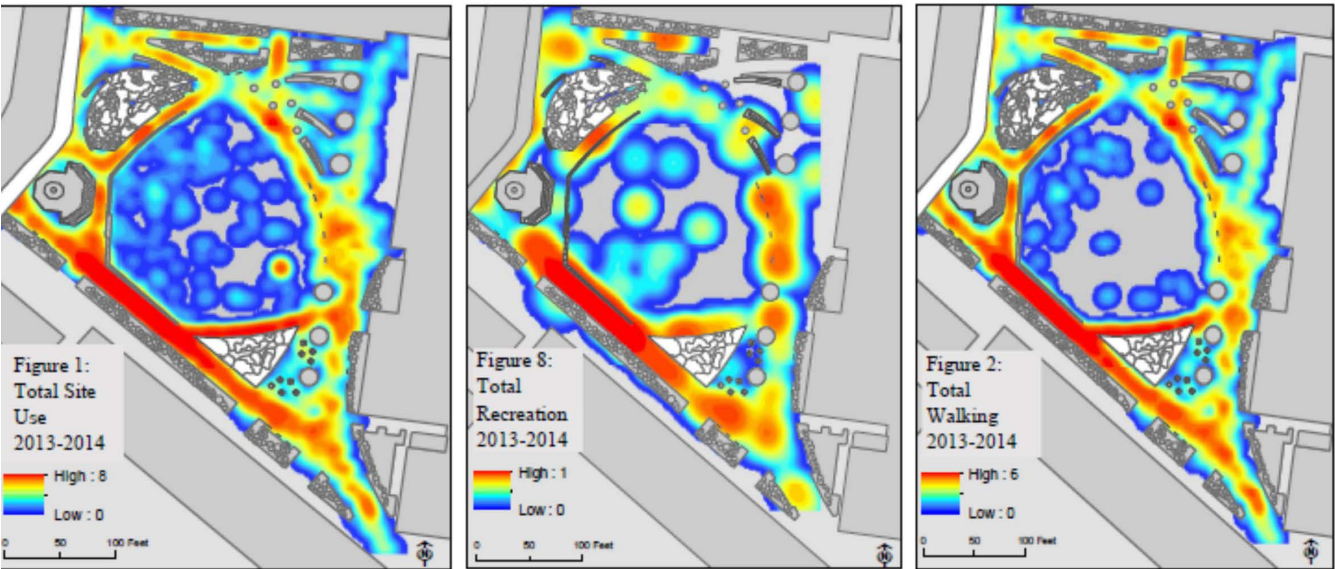 Figure 1:
Total Site
Use
2013-2014
High : 8
Low : 0
0 50 100 Feet
N
Figure 8:
Total
Recreation
2013-2014
High : 1
Low : 0
0 50 100 Feet
N
Figure 2:
Total
Walking
2013-2014
High : 6
Low : 0
0 50 100 Feet
N